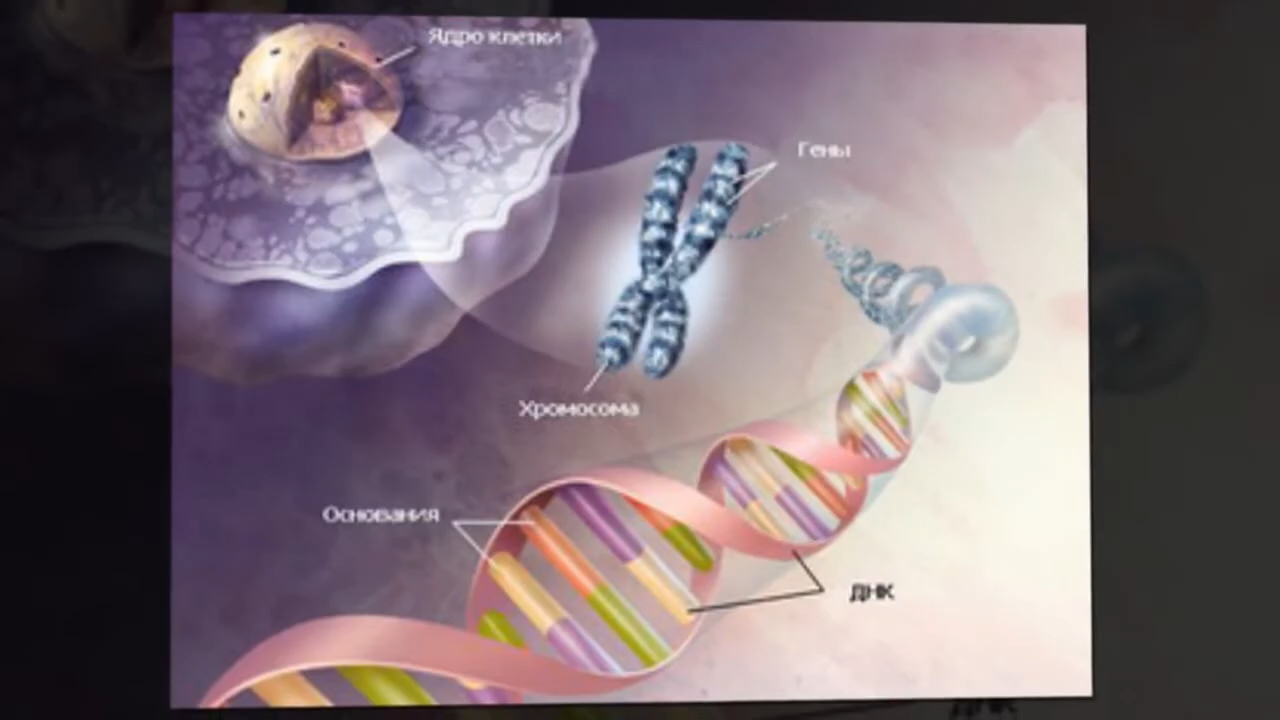 Ядро клетки
Гены
Хромосома
Основания
ДНК